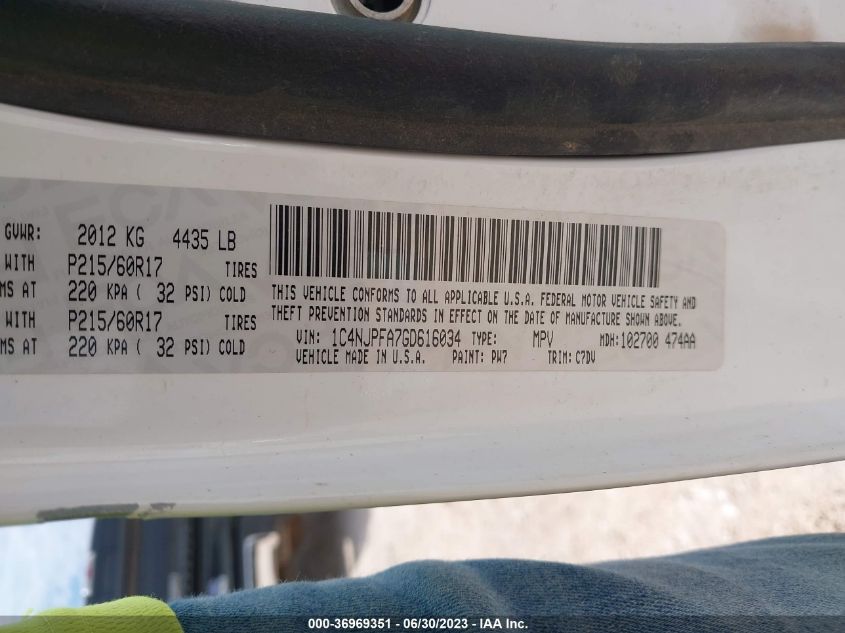 GVWR: 2012 KG 4435 LB
WITH P215/60R17 TIRES
MS AT 220 KPA ( 32 PSI) COLD
WITH P215/60R17 TIRES
MS AT 220 KPA ( 32 PSI) COLD
THIS VEHICLE CONFORMS TO ALL APPLICABLE U.S.A. FEDERAL MOTOR VEHICLE SAFETY AND
THEFT PREVENTION STANDARDS IN EFFECT ON THE DATE OF MANUFACTURE SHOWN ABOVE.
VIN: 1C4NJPFA7GD616034 TYPE: MPV MDH:102700 474AA
VEHICLE MADE IN U.S.A. PAINT: PW7 TRIM: C7DV
000-36969351 - 06/30/2023 - IAA Inc.